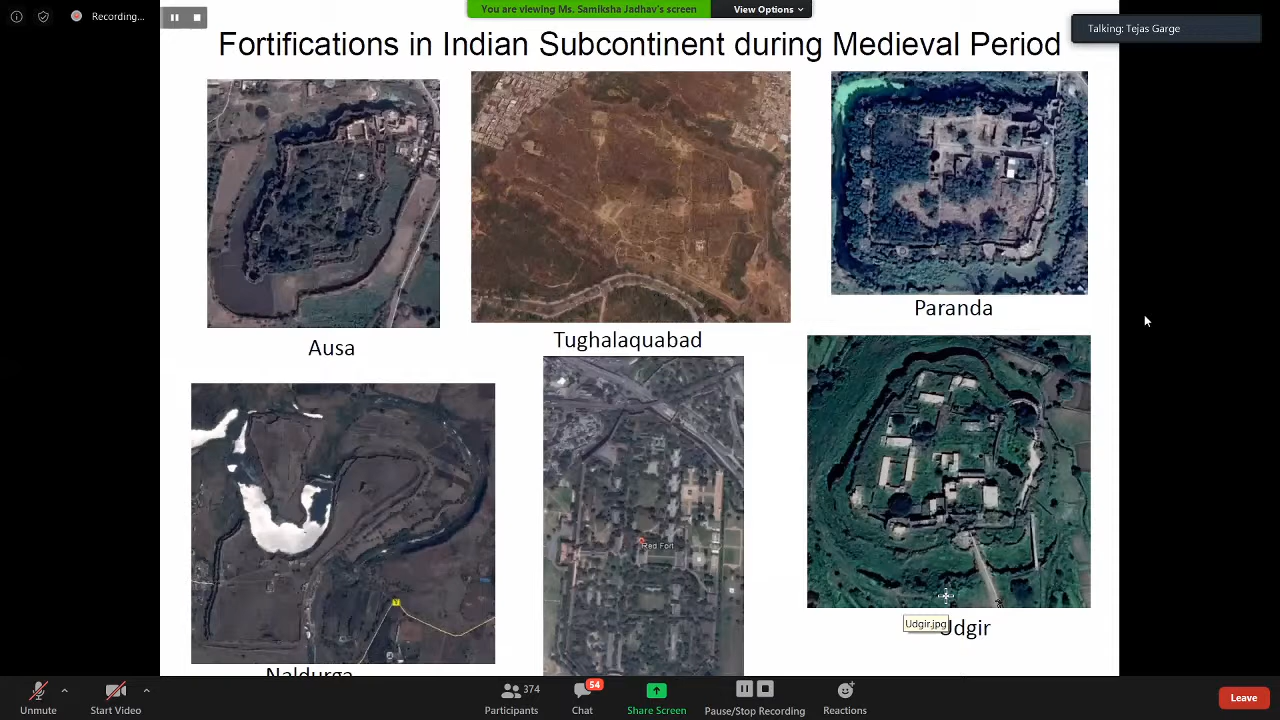 Recording...
You are viewing Ms. Samiksha Jadhav's screen
View Options
Talking: Tejas Garge
Fortifications in Indian Subcontinent during Medieval Period
Ausa
Tughalaquabad
Paranda
Red Fort
Udgir.jpg
Udgir
Naldurga
Unmute
Start Video
374
Participants
54
Chat
Share Screen
Pause/Stop Recording
Reactions
Leave